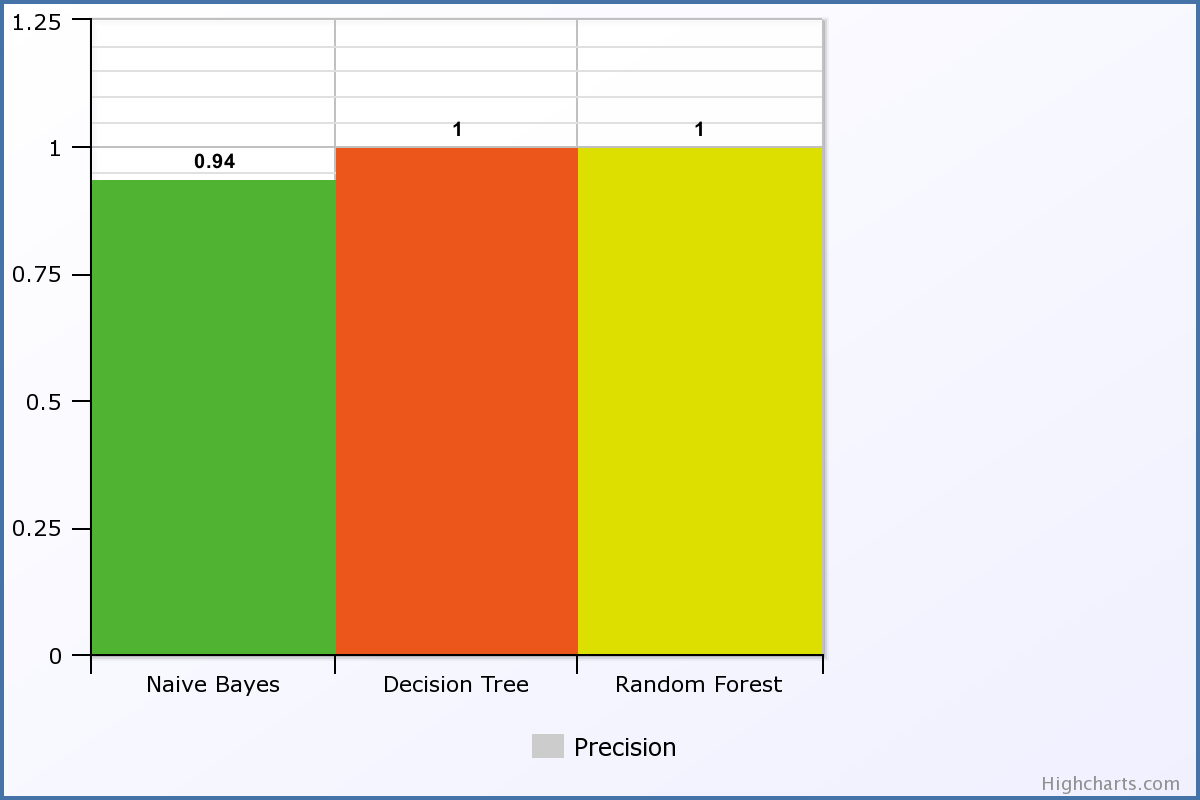 1.25
1
0.75
0.5
0.25
0
0.94
1
1
Naive Bayes
Decision Tree
Random Forest
Precision
Highcharts.com